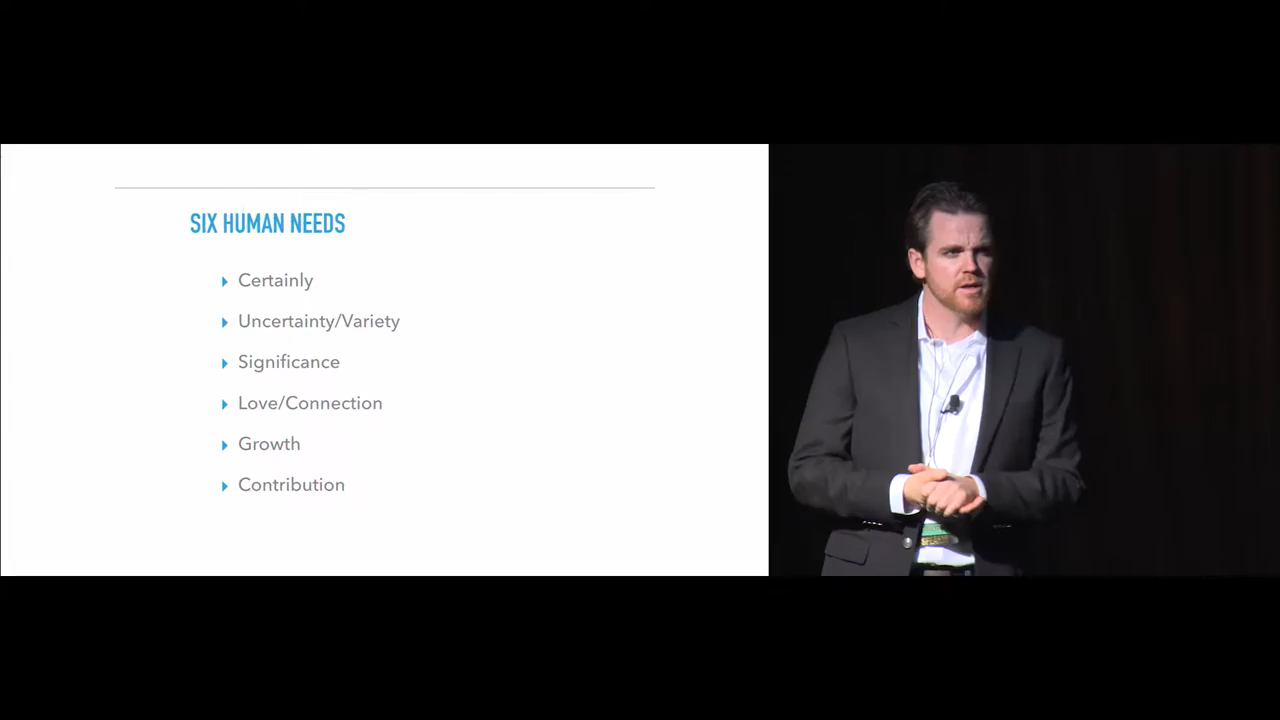 SIX HUMAN NEEDS
Certainly
Uncertainty/Variety
Significance
Love/Connection
Growth
Contribution